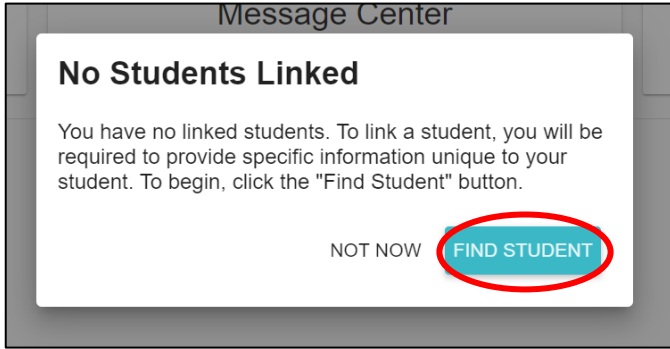 Message Center
No Students Linked
You have no linked students. To link a student, you will be
required to provide specific information unique to your
student. To begin, click the "Find Student" button.
NOT NOW FIND STUDENT